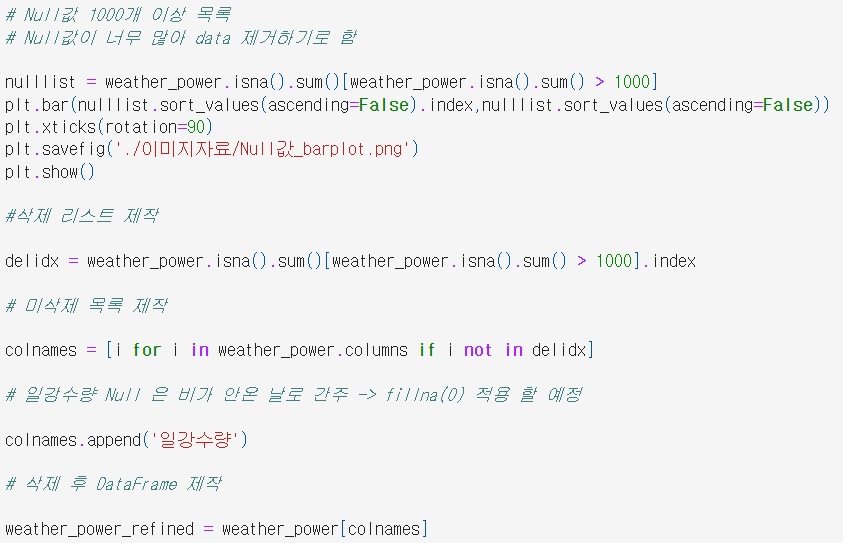 # Null값 1000개 이상 목록
# Null값이 너무 많아 data 제거하기로 함
nulllist = weather_power.isna().sum()[weather_power.isna().sum() > 1000]
plt.bar(nulllist.sort_values(ascending=False).index,nulllist.sort_values(ascending=False))
plt.xticks(rotation=90)
plt.savefig('./이미지자료/Null값_barplot.png')
plt.show()
#삭제 리스트 제작
delidx = weather_power.isna().sum()[weather_power.isna().sum() > 1000].index
# 미삭제 목록 제작
colnames = [i for i in weather_power.columns if i not in delidx]
# 일강수량 Null 은 비가 안온 날로 간주 -> fillna(0) 적용 할 예정
colnames.append('일강수량')
# 삭제 후 DataFrame 제작
weather_power_refined = weather_power[colnames]